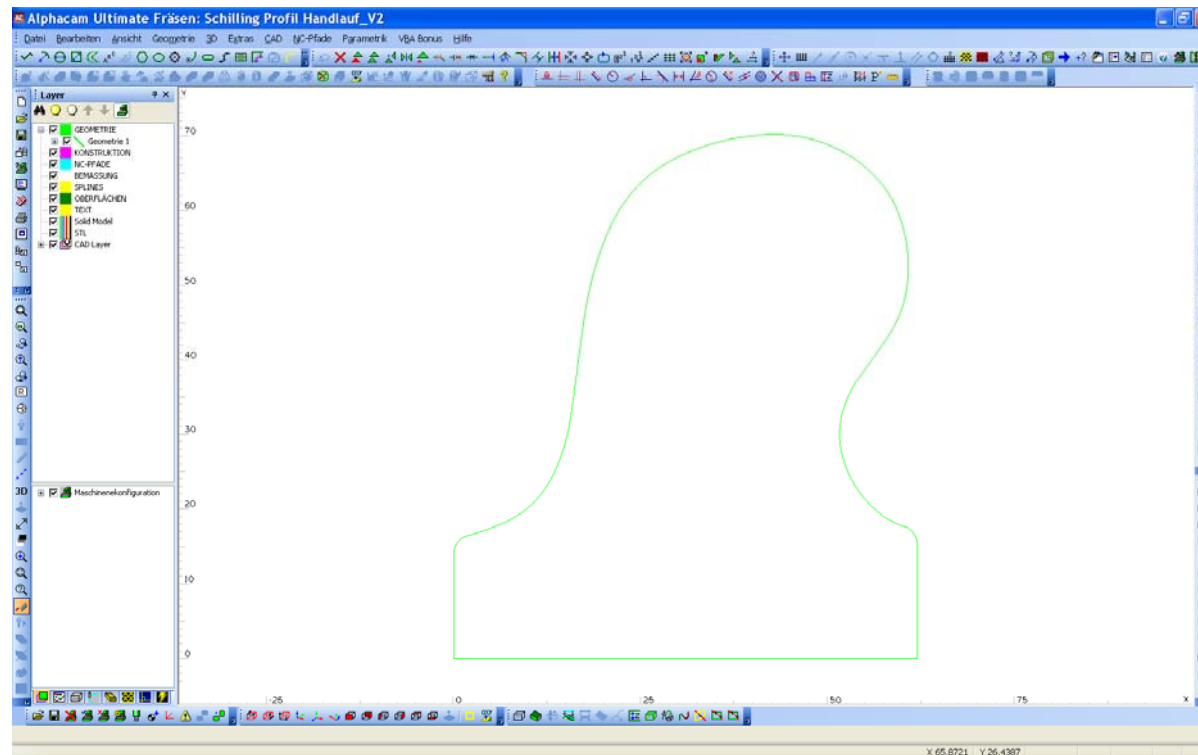 Alphacam Ultimate Fräsen: Schilling Profil Handlauf_V2
Datei Bearbeiten Ansicht Geometrie 3D Extras CAD NC-Pfade Parametrik VBA Bonus Hilfe
Layer
GEOMETRIE
Geometrie 1
KONSTRUKTION
NC-PFADE
BEMASSUNG
SPLINES
OBERFLÄCHEN
TEXT
Solid Model
STL
CAD Layer
3D
Maschinenekonfiguration
Y
70
60
50
40
30
20
10
0
-25 0 25 50 75 X
X 65.8721 Y 26.4387